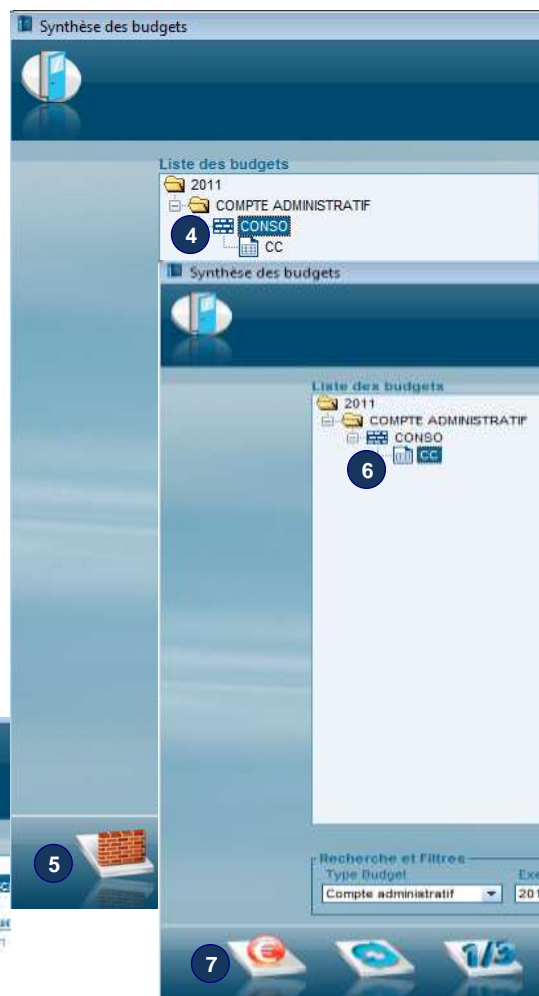 Synthèse des budgets
Liste des budgets
2011
COMPTE ADMINISTRATIF
4
CONSO
CC
Synthèse des budgets
Liste des budgets
2011
COMPTE ADMINISTRATIF
CONSO
6
CC
5
Recherche et Filtres
Type Budget
Compte administratif
7
1/3